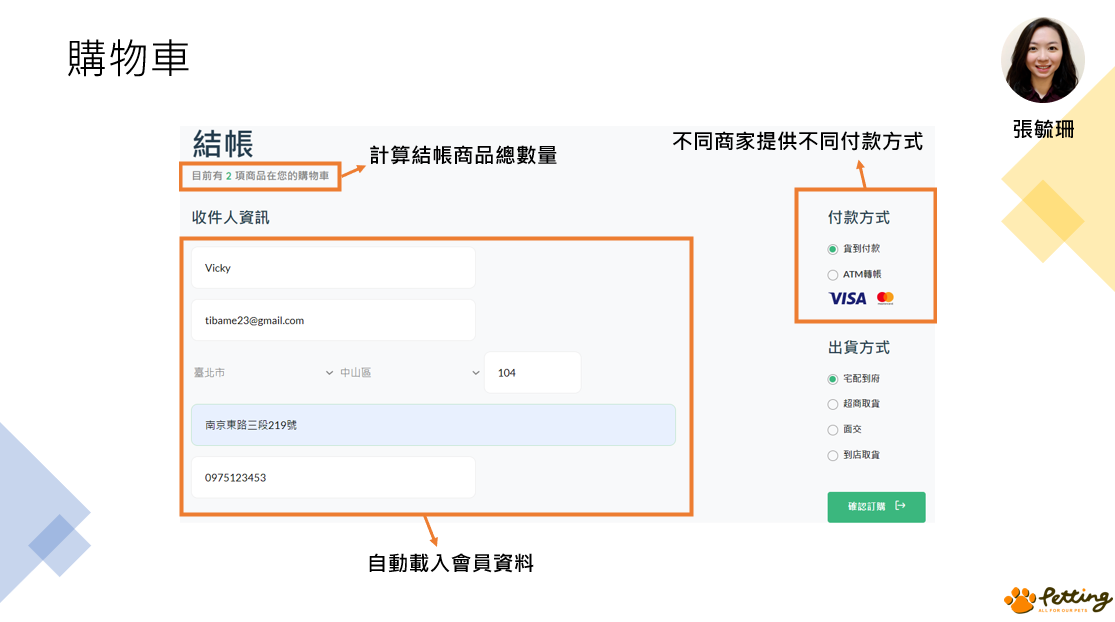 購物車
張毓珊
結帳
目前有 2 項商品在您的購物車
計算結帳商品總數量
不同商家提供不同付款方式
收件人資訊
Vicky
tibame23@gmail.com
臺北市 中山區 104
南京東路三段219號
0975123453
付款方式
貨到付款
ATM轉帳
VISA
出貨方式
宅配到府
超商取貨
面交
到店取貨
確認訂購
自動載入會員資料
Petting
ALL FOR OUR PETS